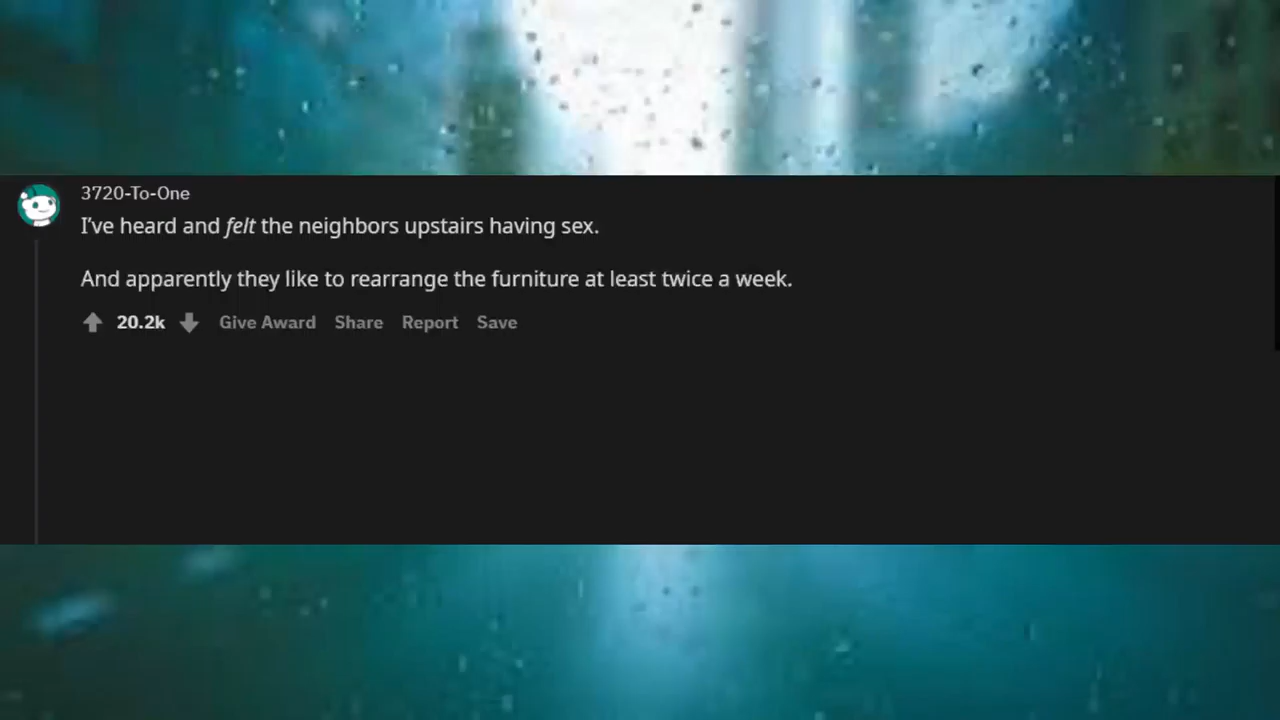 3720-To-One
I've heard and felt the neighbors upstairs having sex.
And apparently they like to rearrange the furniture at least twice a week.
20.2k Give Award Share Report Save